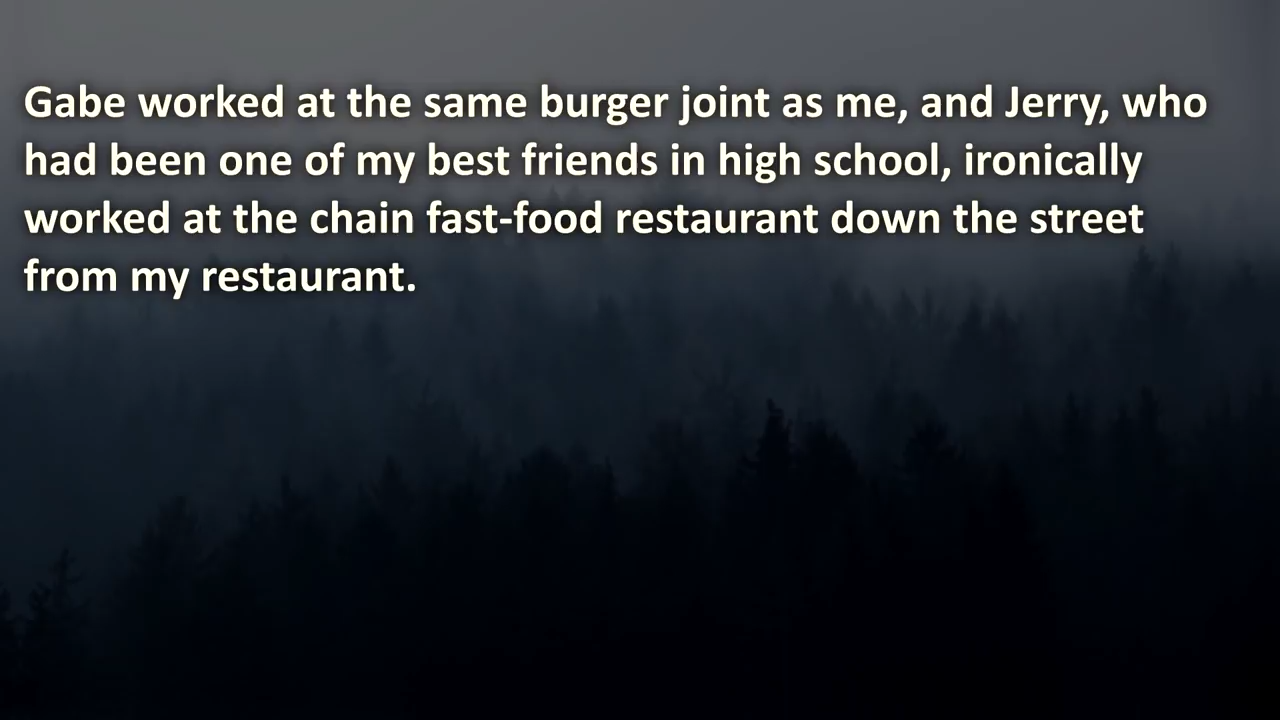 Gabe worked at the same burger joint as me, and Jerry, who
had been one of my best friends in high school, ironically
worked at the chain fast-food restaurant down the street
from my restaurant.